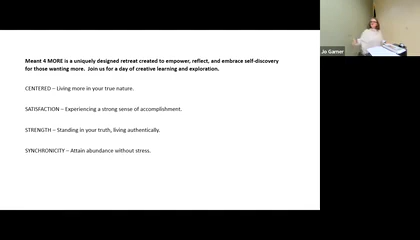 Meant 4 MORE is a uniquely designed retreat created to empower, reflect, and embrace self-discovery
for those wanting more.  Join us for a day of creative learning and exploration.
CENTERED – Living more in your true nature.
SATISFACTION – Experiencing a strong sense of accomplishment.
STRENGTH – Standing in your truth, living authentically.
SYNCHRONICITY – Attain abundance without stress.
Jo Garner